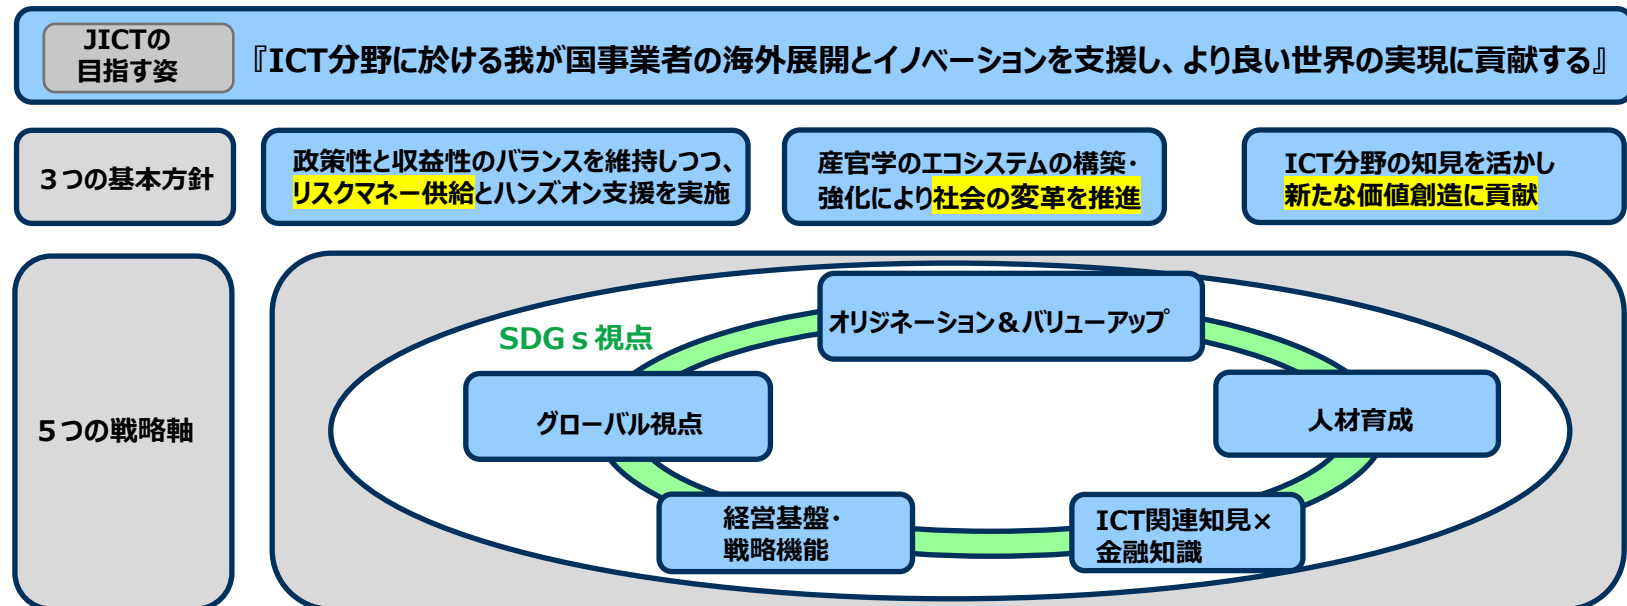 JICTの
目指す姿
『ICT分野に於ける我が国事業者の海外展開とイノベーションを支援し、より良い世界の実現に貢献する』
3つの基本方針
政策性と収益性のバランスを維持しつつ、
リスクマネー供給とハンズオン支援を実施
産官学のエコシステムの構築・
強化により社会の変革を推進
ICT分野の知見を活かし
新たな価値創造に貢献
5つの戦略軸
SDGs視点
オリジネーション＆バリューアップ
グローバル視点
人材育成
経営基盤・
戦略機能
ICT関連知見×
金融知識